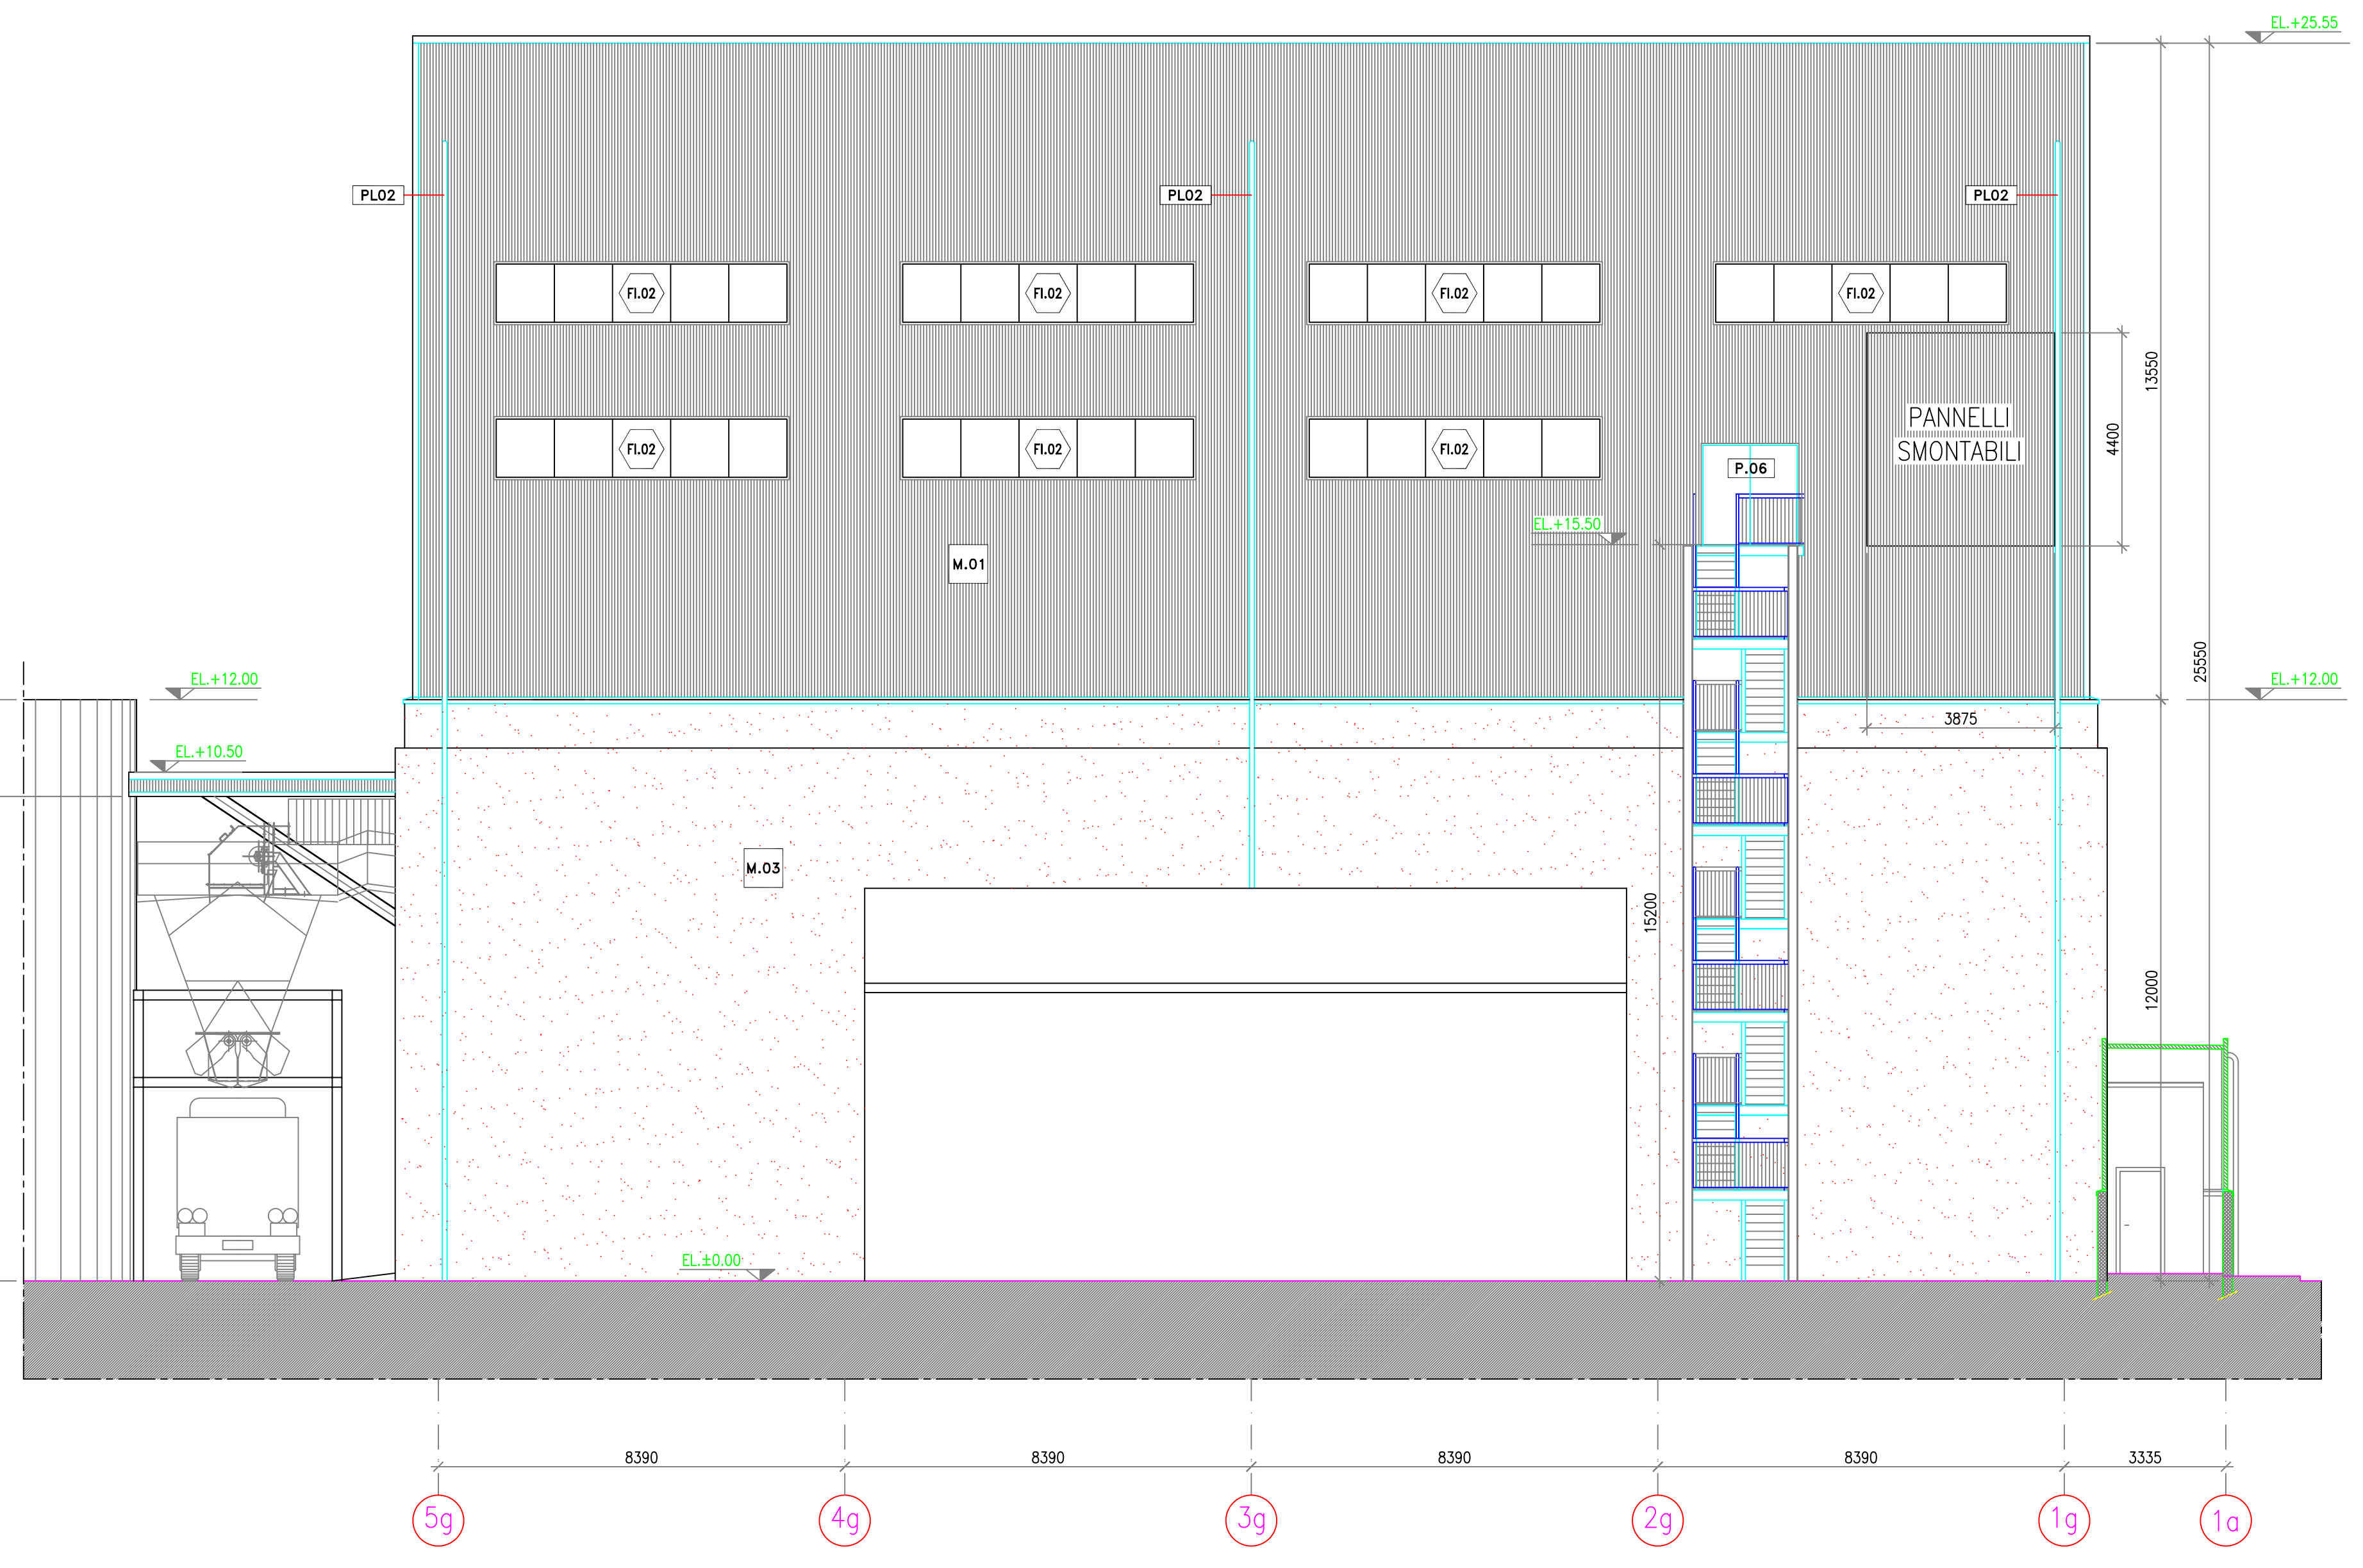 EL.+25.55
PL02
PL02
PL02
FI.02
FI.02
FI.02
FI.02
13550
PANNELLI
SMONTABILI
4400
FI.02
FI.02
FI.02
P.06
EL.+15.50
M.01
25550
EL.+12.00
EL.+12.00
3875
EL.+10.50
M.03
15200
12000
EL.±0.00
8390
8390
8390
8390
3335
5g
4g
3g
2g
1g
1a